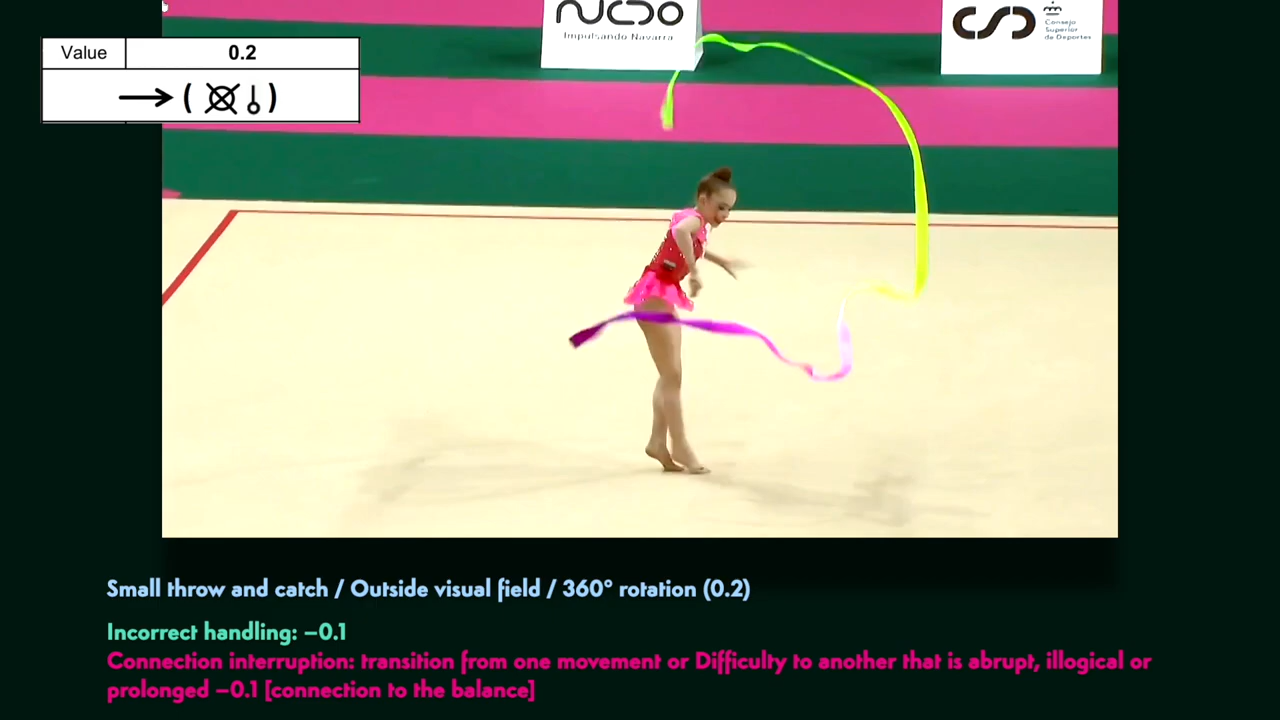 Impulsando Navarra
Consejo
Superior
de Deportes
Value 0.2
Small throw and catch / Outside visual field / 360° rotation (0.2)
Incorrect handling: –0.1
Connection interruption: transition from one movement or Difficulty to another that is abrupt, illogical or
prolonged –0.1 [connection to the balance]